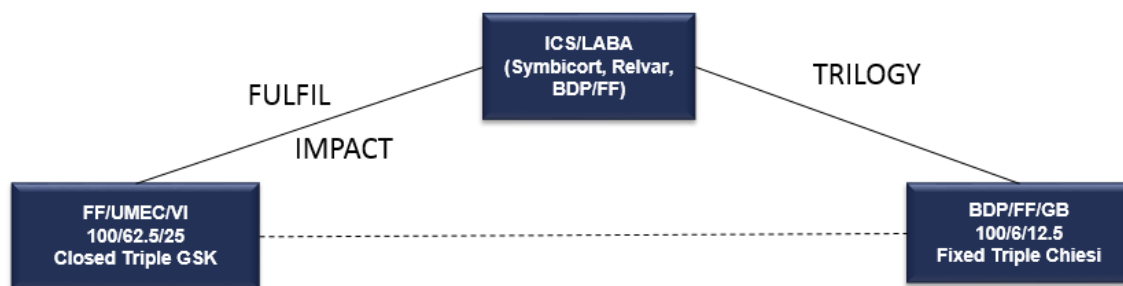 ICS/LABA
(Symbicort, Relvar,
BDP/FF)
FULFIL
TRILOGY
IMPACT
FF/UMEC/VI
100/62.5/25
Closed Triple GSK
BDP/FF/GB
100/6/12.5
Fixed Triple Chiesi